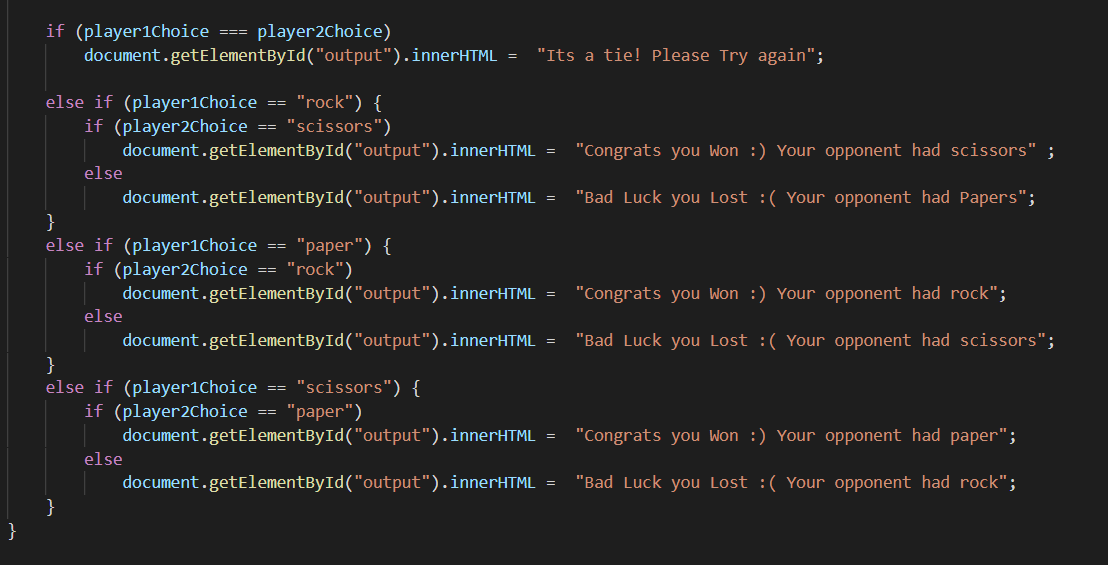 if (player1Choice === player2Choice)
document.getElementById("output").innerHTML =  "Its a tie! Please Try again";
else if (player1Choice == "rock") {
if (player2Choice == "scissors")
document.getElementById("output").innerHTML =  "Congrats you Won :) Your opponent had scissors" ;
else
document.getElementById("output").innerHTML =  "Bad Luck you Lost :( Your opponent had Papers";
}
else if (player1Choice == "paper") {
if (player2Choice == "rock")
document.getElementById("output").innerHTML =  "Congrats you Won :) Your opponent had rock";
else
document.getElementById("output").innerHTML =  "Bad Luck you Lost :( Your opponent had scissors";
}
else if (player1Choice == "scissors") {
if (player2Choice == "paper")
document.getElementById("output").innerHTML =  "Congrats you Won :) Your opponent had paper";
else
document.getElementById("output").innerHTML =  "Bad Luck you Lost :( Your opponent had rock";
}
}